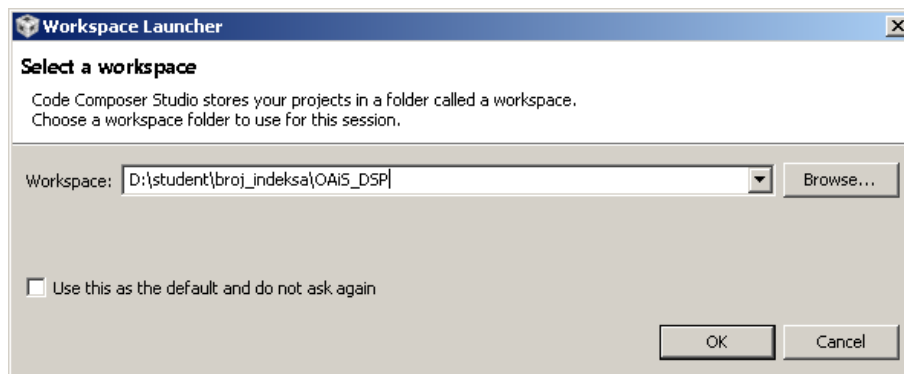 Workspace Launcher
Select a workspace
Code Composer Studio stores your projects in a folder called a workspace.
Choose a workspace folder to use for this session.
Workspace: D:\student\broj_indeksa\OAiS_DSP Browse...
Use this as the default and do not ask again
OK Cancel